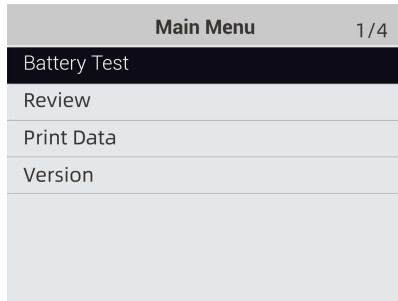 Main Menu 1/4
Battery Test
Review
Print Data
Version